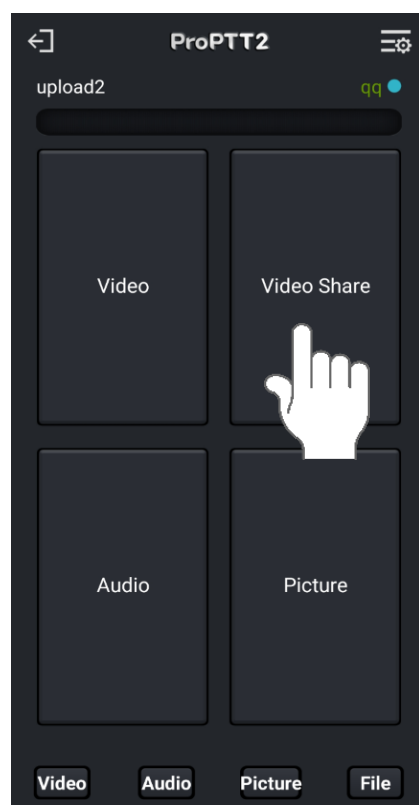 ProPTT2
upload2 qq
Video Video Share
Audio Picture
Video Audio Picture File